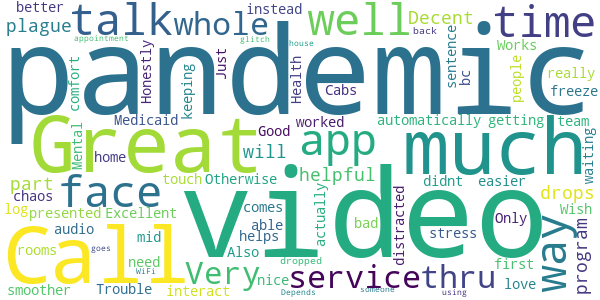 better
instead
Decent
time
plague
talk
whole
well
appointment
Honestly
glitch
house
back
Works
people
really
freeze
pandemic
comfort
keeping
Just
Health
Cabs
sentence
bc
Medicaid
Good
worked
automatically
getting
team
Great
Mental
home
will
app
much
waiting
part
face
touch
Otherwise
helpful
didnt
easier
chaos
log
presented
Excellent
comes
able
actually
bad
distracted
Only
drops
Wish
Call
audio
mid
helps
video
stress
way
program
rooms
need
Also
dropped
first
goes
WiFi
Very
nice
service
thru
love
smoother
Trouble
interact
Depends
someone
using